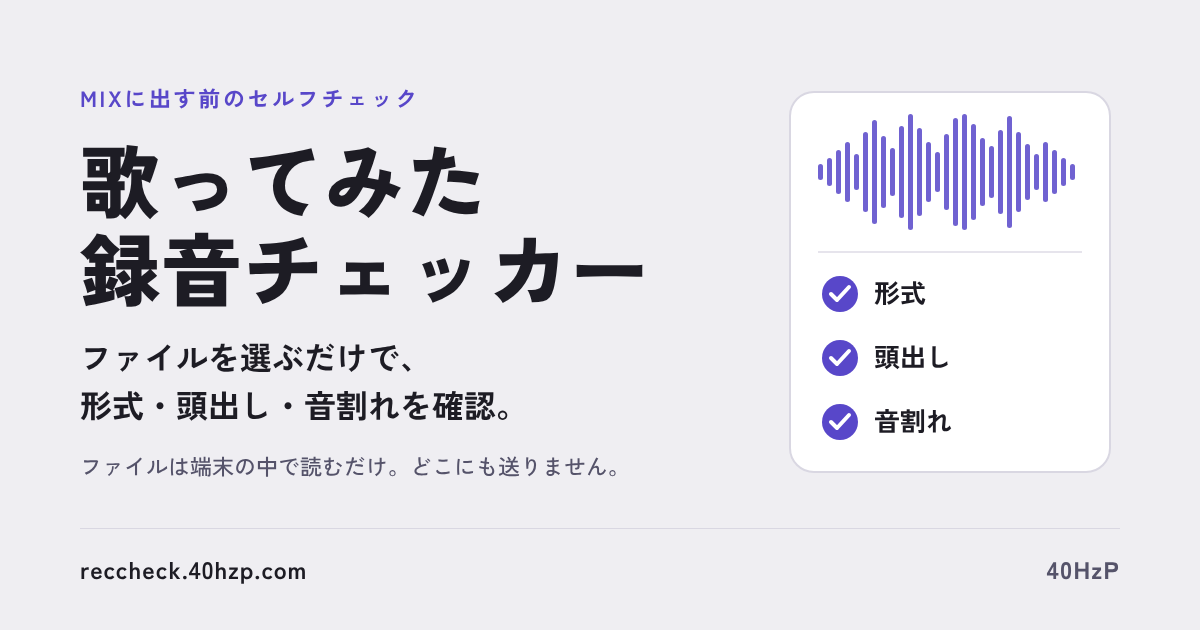 MIXに出す前のセルフチェック
歌ってみた
録音チェッカー
ファイルを選ぶだけで、
形式・頭出し・音割れを確認。
ファイルは端末の中で読むだけ。どこにも送りません。
形式
頭出し
音割れ
reccheck.40hzp.com
40HzP